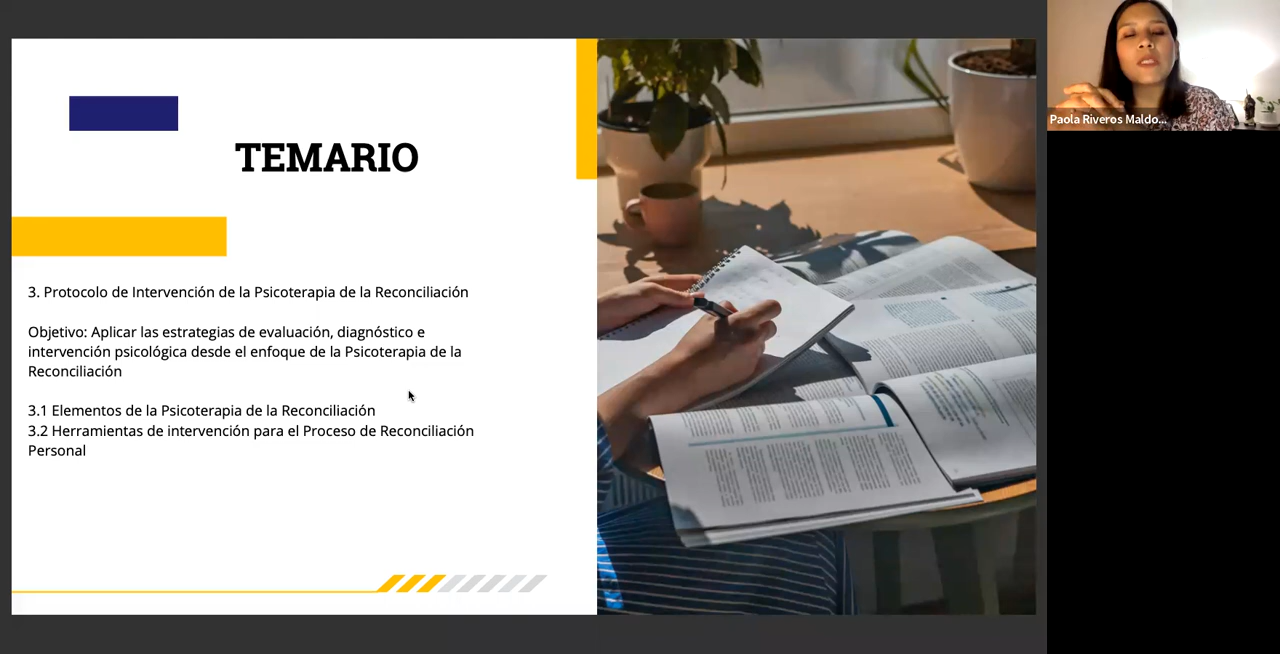 TEMARIO
3. Protocolo de Intervención de la Psicoterapia de la Reconciliación
Objetivo: Aplicar las estrategias de evaluación, diagnóstico e
intervención psicológica desde el enfoque de la Psicoterapia de la
Reconciliación
3.1 Elementos de la Psicoterapia de la Reconciliación
3.2 Herramientas de intervención para el Proceso de Reconciliación
Personal
Paola Riveros Maldo...